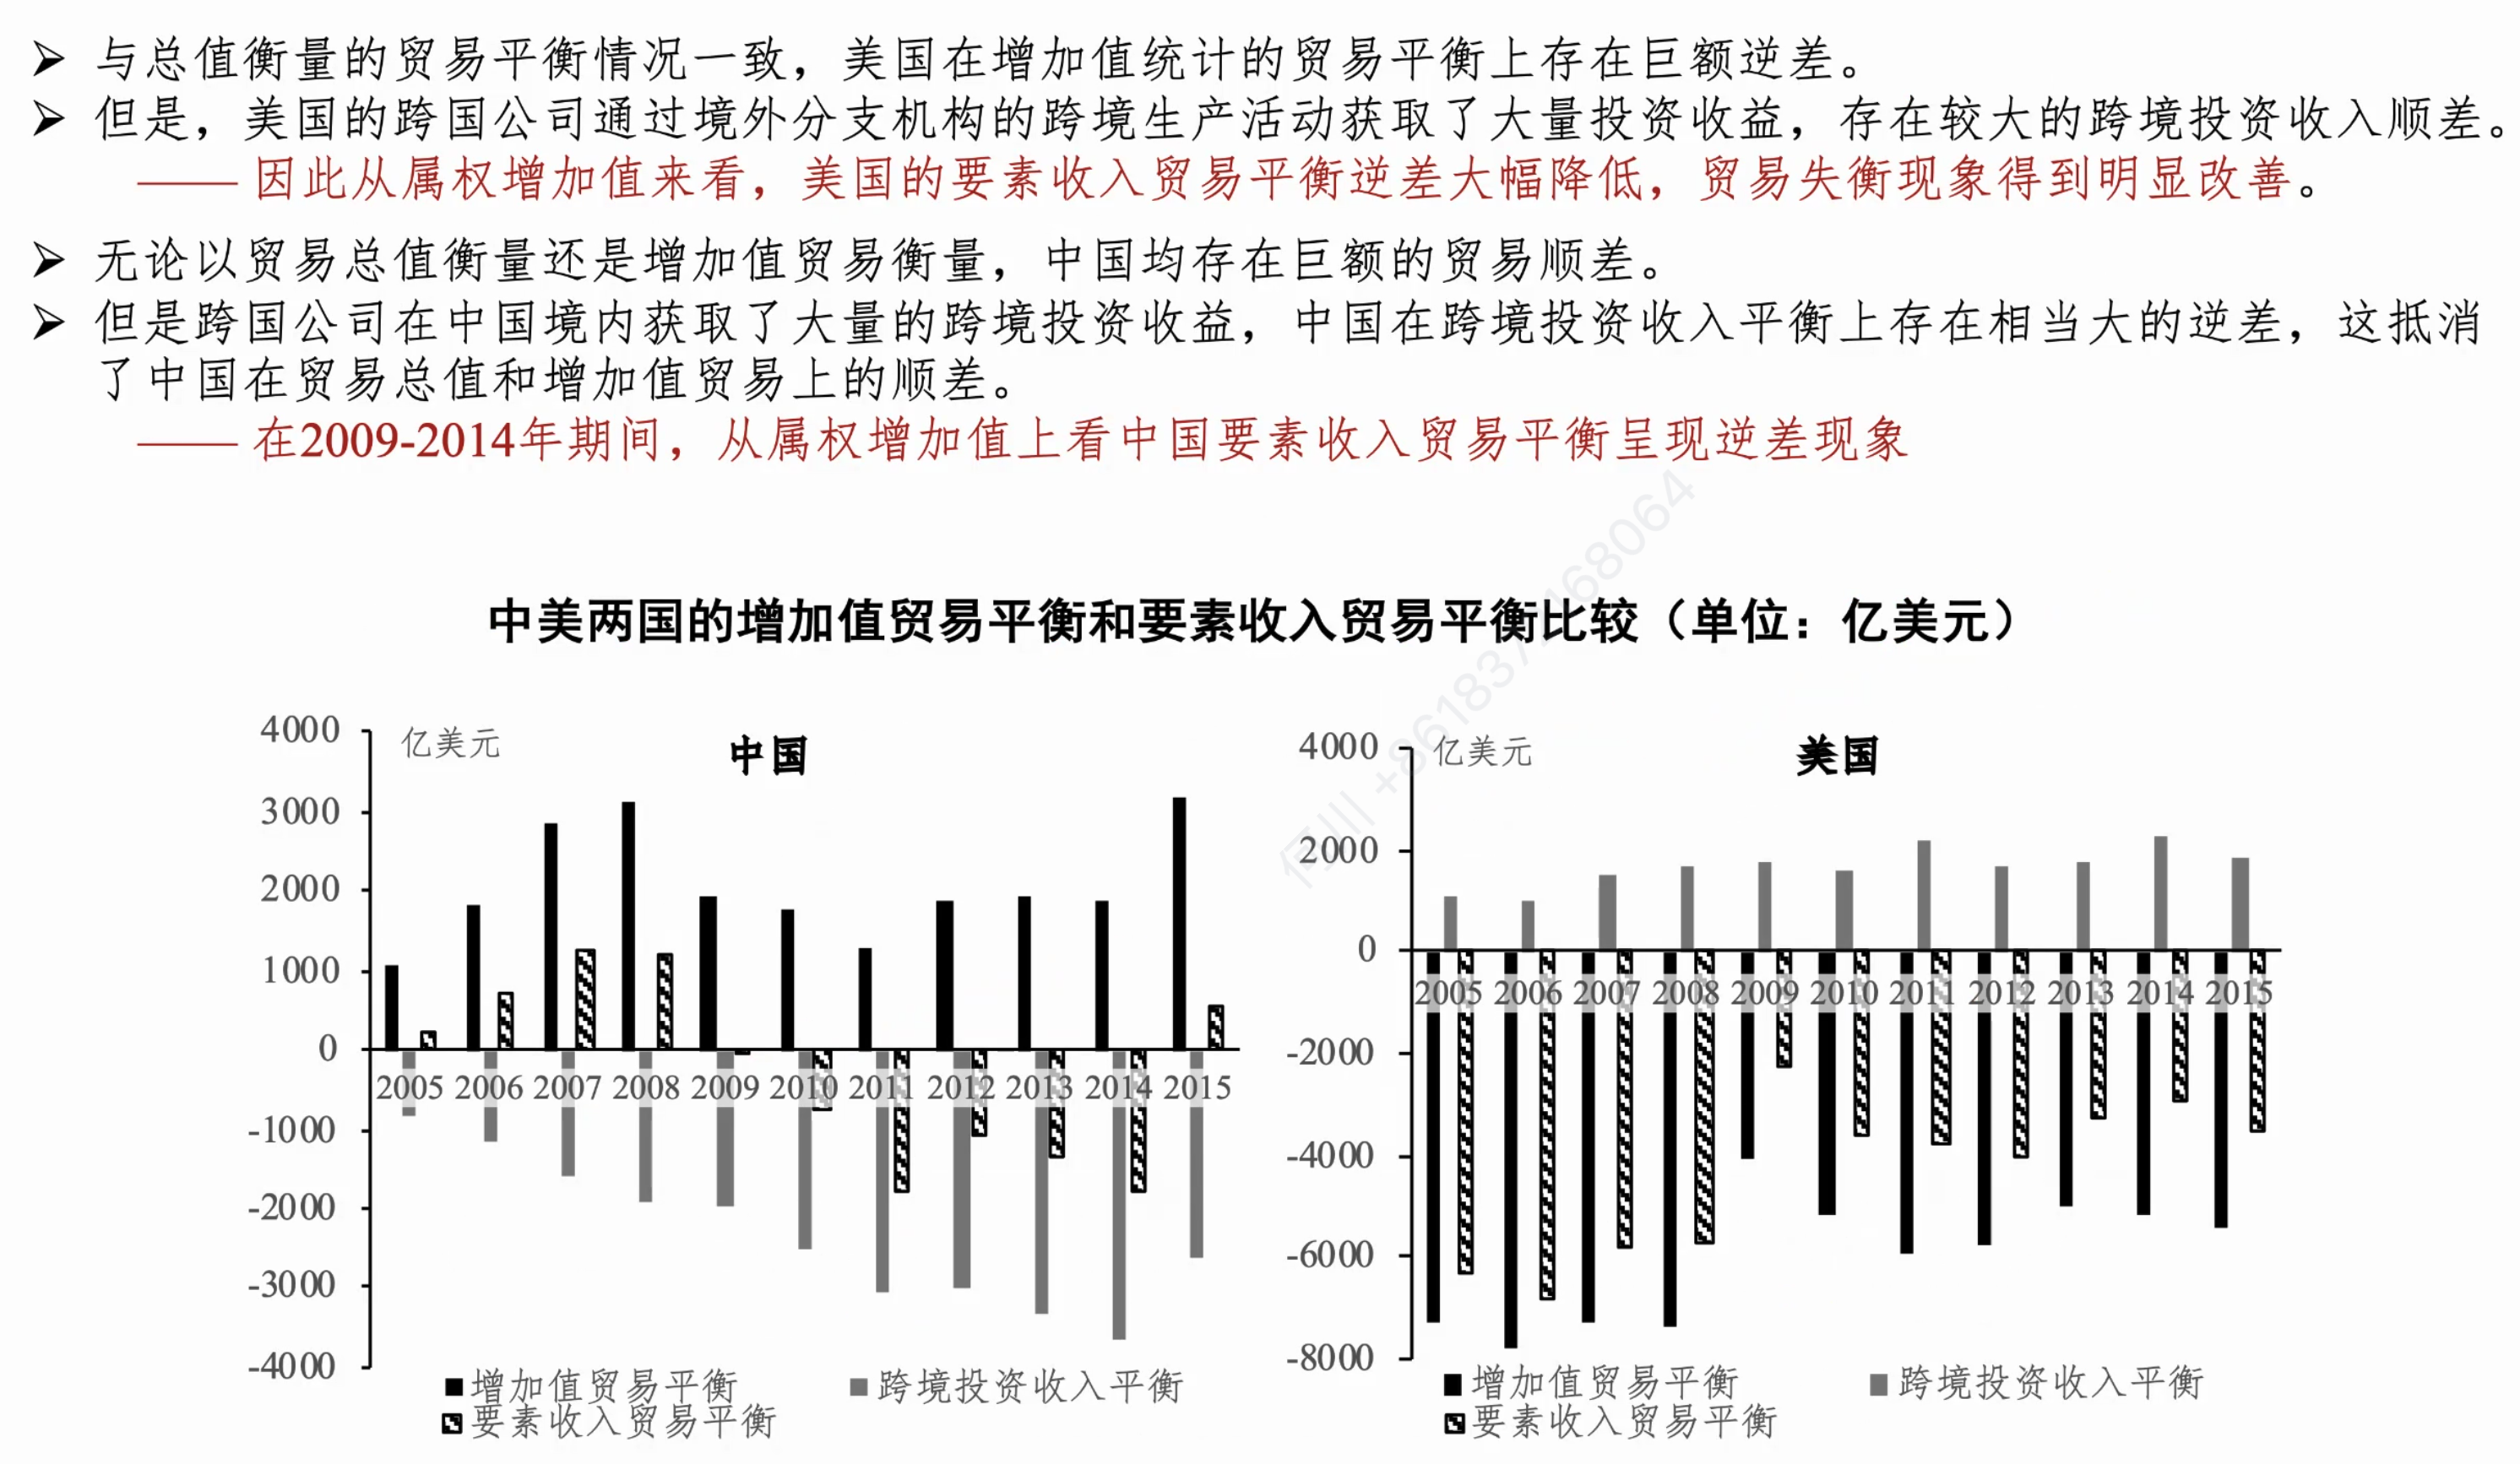 ➢ 与总值衡量的贸易平衡情况一致，美国在增加值统计的贸易平衡上存在巨额逆差。
➢ 但是，美国的跨国公司通过境外分支机构的跨境生产活动获取了大量投资收益，存在较大的跨境投资收入顺差。
—— 因此从属权增加值来看，美国的要素收入贸易平衡逆差大幅降低，贸易失衡现象得到明显改善。
➢ 无论以贸易总值衡量还是增加值贸易衡量，中国均存在巨额的贸易顺差。
➢ 但是跨国公司在中国境内获取了大量的跨境投资收益，中国在跨境投资收入平衡上存在相当大的逆差，这抵消
了中国在贸易总值和增加值贸易上的顺差。
—— 在2009-2014年期间，从属权增加值上看中国要素收入贸易平衡呈现逆差现象
中美两国的增加值贸易平衡和要素收入贸易平衡比较（单位：亿美元）
亿美元
中国
4000
3000
2000
1000
0
-1000
-2000
-3000
-4000
2005 2006 2007 2008 2009 2010 2011 2012 2013 2014 2015
增加值贸易平衡 跨境投资收入平衡
要素收入贸易平衡
亿美元
美国
4000
2000
0
-2000
-4000
-6000
-8000
2005 2006 2007 2008 2009 2010 2011 2012 2013 2014 2015
增加值贸易平衡 跨境投资收入平衡
要素收入贸易平衡